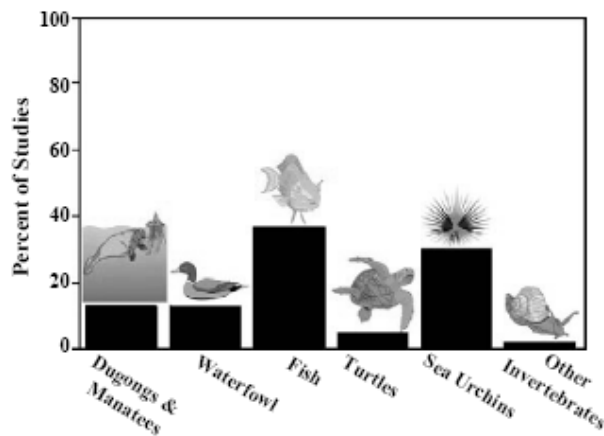 100
80
60
40
20
0
Percent of Studies
Dugongs &
Manatees
Waterfowl
Fish
Turtles
Sea Urchins
Other
Invertebrates